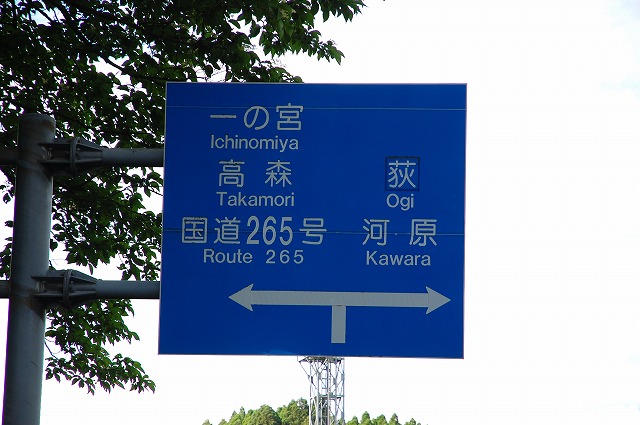 一の宮
Ichinomiya
高森
Takamori
国道265号
Route 265
荻
Ogi
河原
Kawara